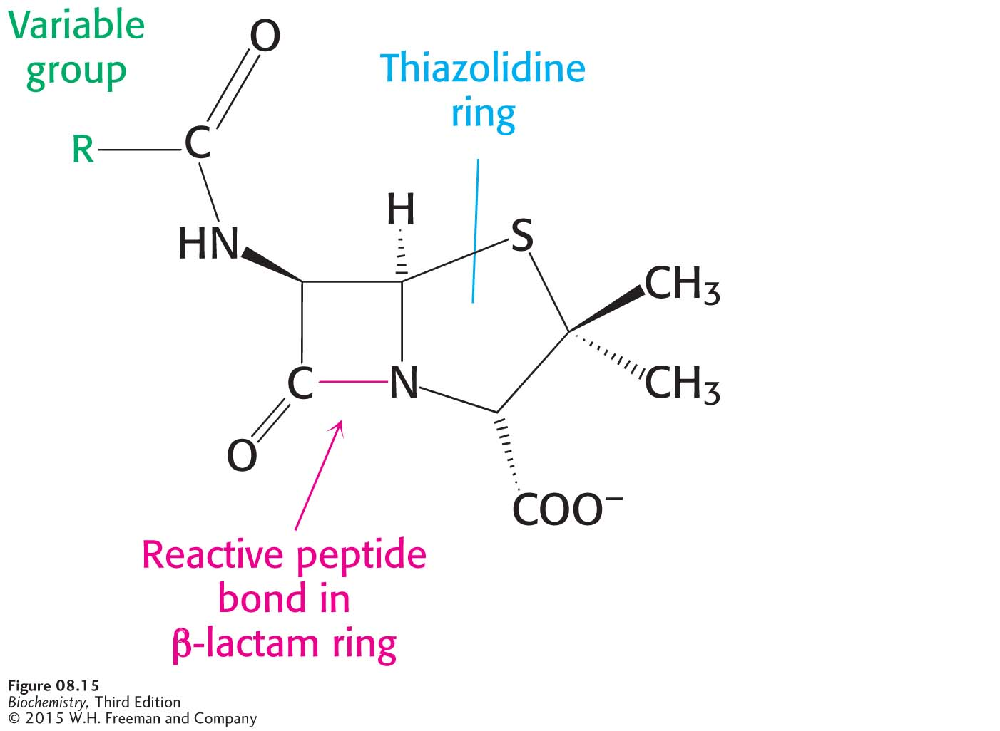 Variable
group
O
Thiazolidine
ring
R
C
H
S
HN
CH3
C
N
CH3
O
COO−
Reactive peptide
bond in
β-lactam ring
Figure 08.15
Biochemistry, Third Edition
© 2015 W.H. Freeman and Company